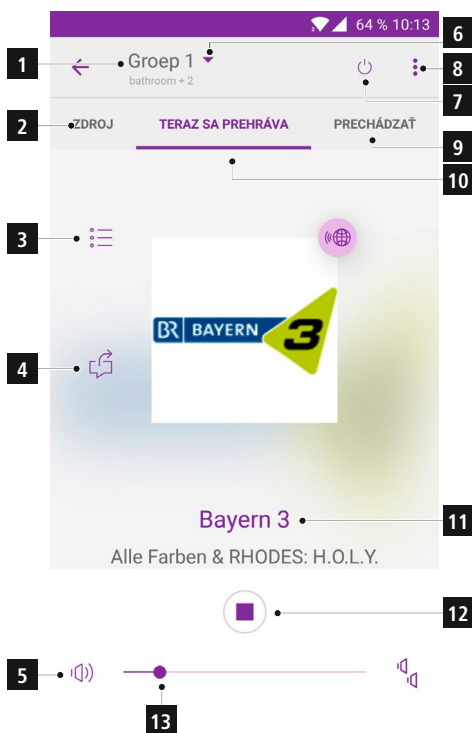 64 % 10:13
6
1
Groep 1
bathroom + 2
8
7
2
ZDROJ
TERAZ SA PREHRÁVA
PRECHÁDZAŤ
9
10
3
BR BAYERN 3
4
Bayern 3
11
Alle Farben & RHODES: H.O.L.Y.
12
5
13